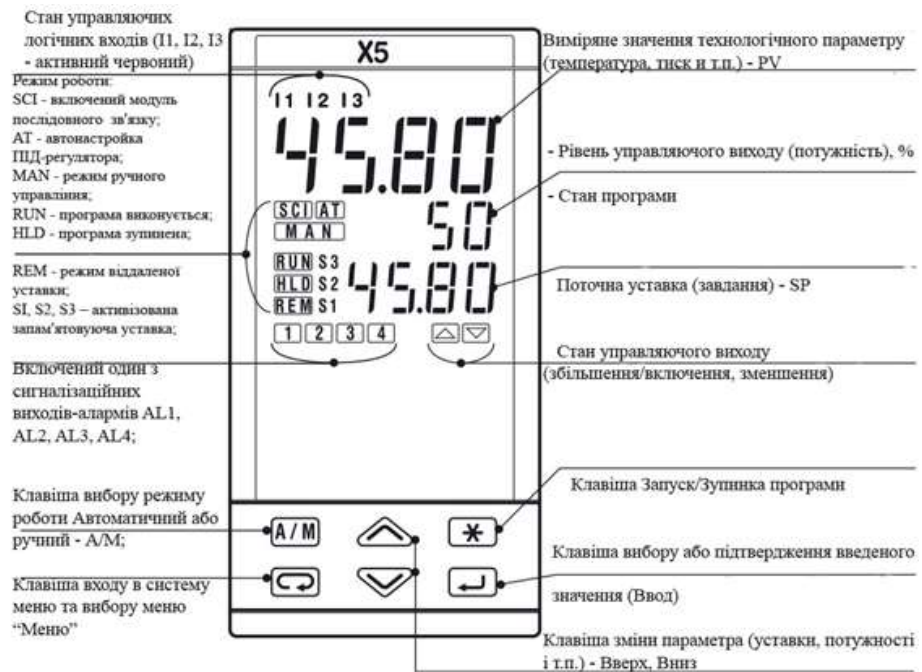 Стан управляючих
логічних входів (I1, I2, I3
- активний червоний)
Режим роботи:
SCI - включений модуль
послідовного зв'язку;
AT - автонастройка
ПІД-регулятора;
MAN - режим ручного
управління;
RUN - програма виконується;
HLD - програма зупинена;
REM - режим віддаленої
уставки;
SI, S2, S3 – активізована
запам'ятовуюча уставка;
Включений один з
сигналізаційних
виходів-алармів AL1,
AL2, AL3, AL4;
Клавіша вибору режиму
роботи Автоматичний або
ручний - A/M;
Клавіша входу в систему
меню та вибору меню
“Меню”
X5
I1 I2 I3
45.80
SCI AT
MAN
50
RUN S3
HLD S2
REM S1
45.80
1 2 3 4
A/M
Виміряне значення технологічного параметру
(температура, тиск и т.п.) - PV
- Рівень управляючого виходу (потужність), %
- Стан програми
Поточна уставка (завдання) - SP
Стан управляючого виходу
(збільшення/включення, зменшення)
Клавіша Запуск/Зупинка програми
Клавіша вибору або підтвердження введеного
значення (Ввод)
Клавіша зміни параметра (уставки, потужності
і т.п.) - Вверх, Вниз